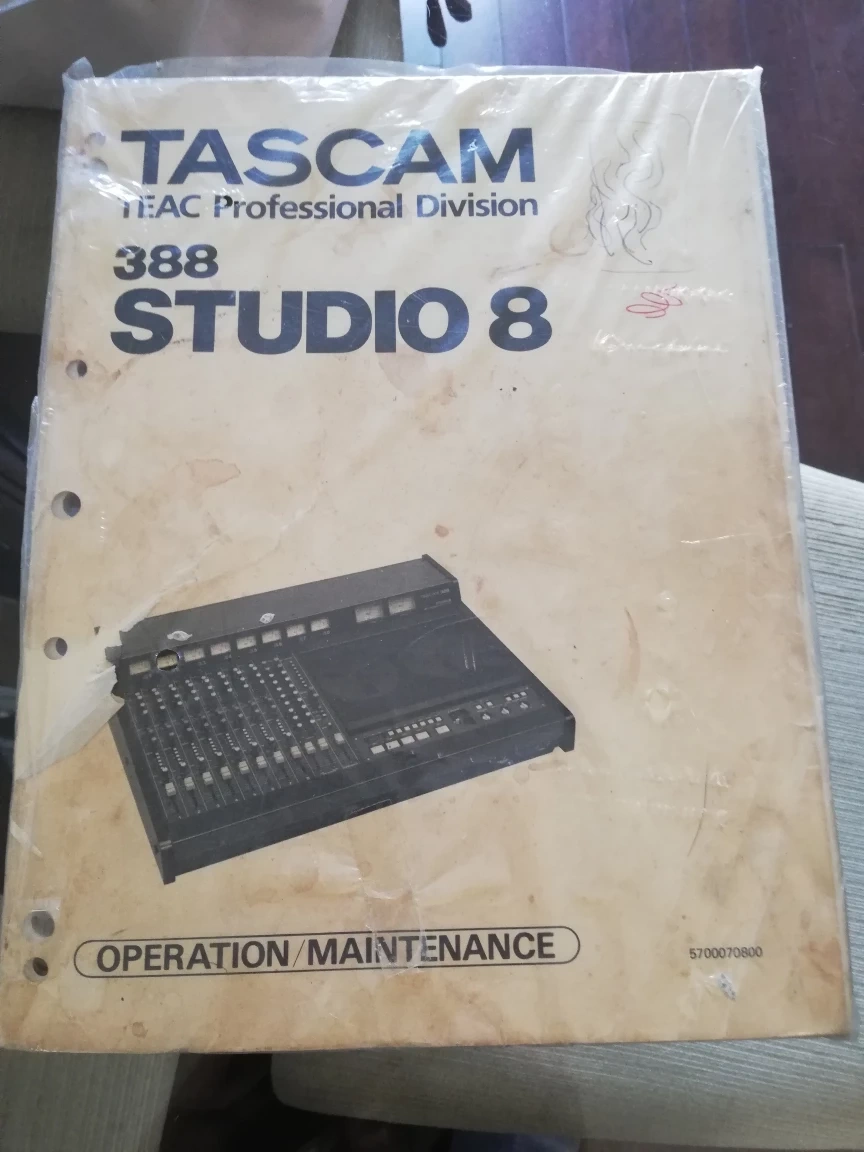 TASCAM
TEAC Professional Division
388
STUDIO 8
OPERATION/MAINTENANCE
5700070800